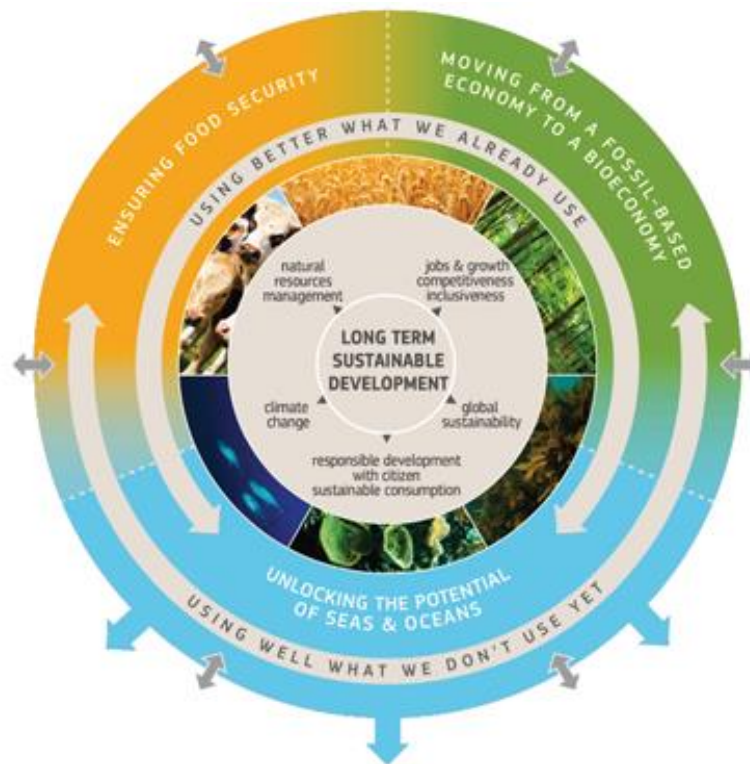 ENSURING FOOD SECURITY
MOVING FROM A FOSSIL-BASED
ECONOMY TO A BIOECONOMY
USING BETTER WHAT WE ALREADY USE
natural
resources
management
jobs & growth
competitiveness
inclusiveness
LONG TERM
SUSTAINABLE
DEVELOPMENT
climate
change
global
sustainability
responsible development
with citizen
sustainable consumption
UNLOCKING THE POTENTIAL
OF SEAS & OCEANS
USING WELL WHAT WE DON'T USE YET